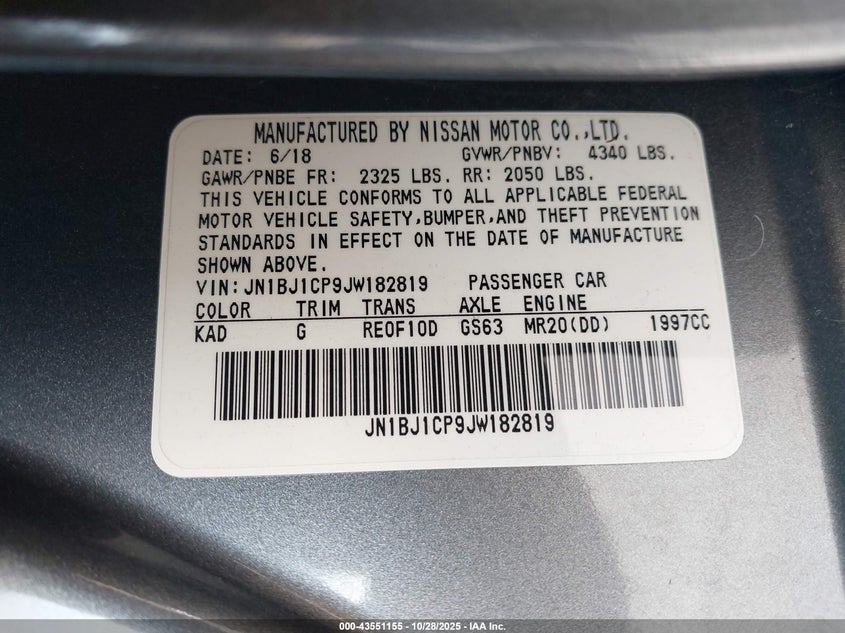 MANUFACTURED BY NISSAN MOTOR CO.,LTD.
DATE: 6/18 GVWR/PNBV: 4340 LBS.
GAWR/PNBE FR: 2325 LBS. RR: 2050 LBS.
THIS VEHICLE CONFORMS TO ALL APPLICABLE FEDERAL
MOTOR VEHICLE SAFETY,BUMPER,AND THEFT PREVENTION
STANDARDS IN EFFECT ON THE DATE OF MANUFACTURE
SHOWN ABOVE.
VIN:JN1BJ1CP9JW182819 PASSENGER CAR
COLOR TRIM TRANS AXLE ENGINE
KAD G RE0F10D GS63 MR20(DD) 1997CC
JN1BJ1CP9JW182819
000-43551155 - 10/28/2025 - IAA Inc.